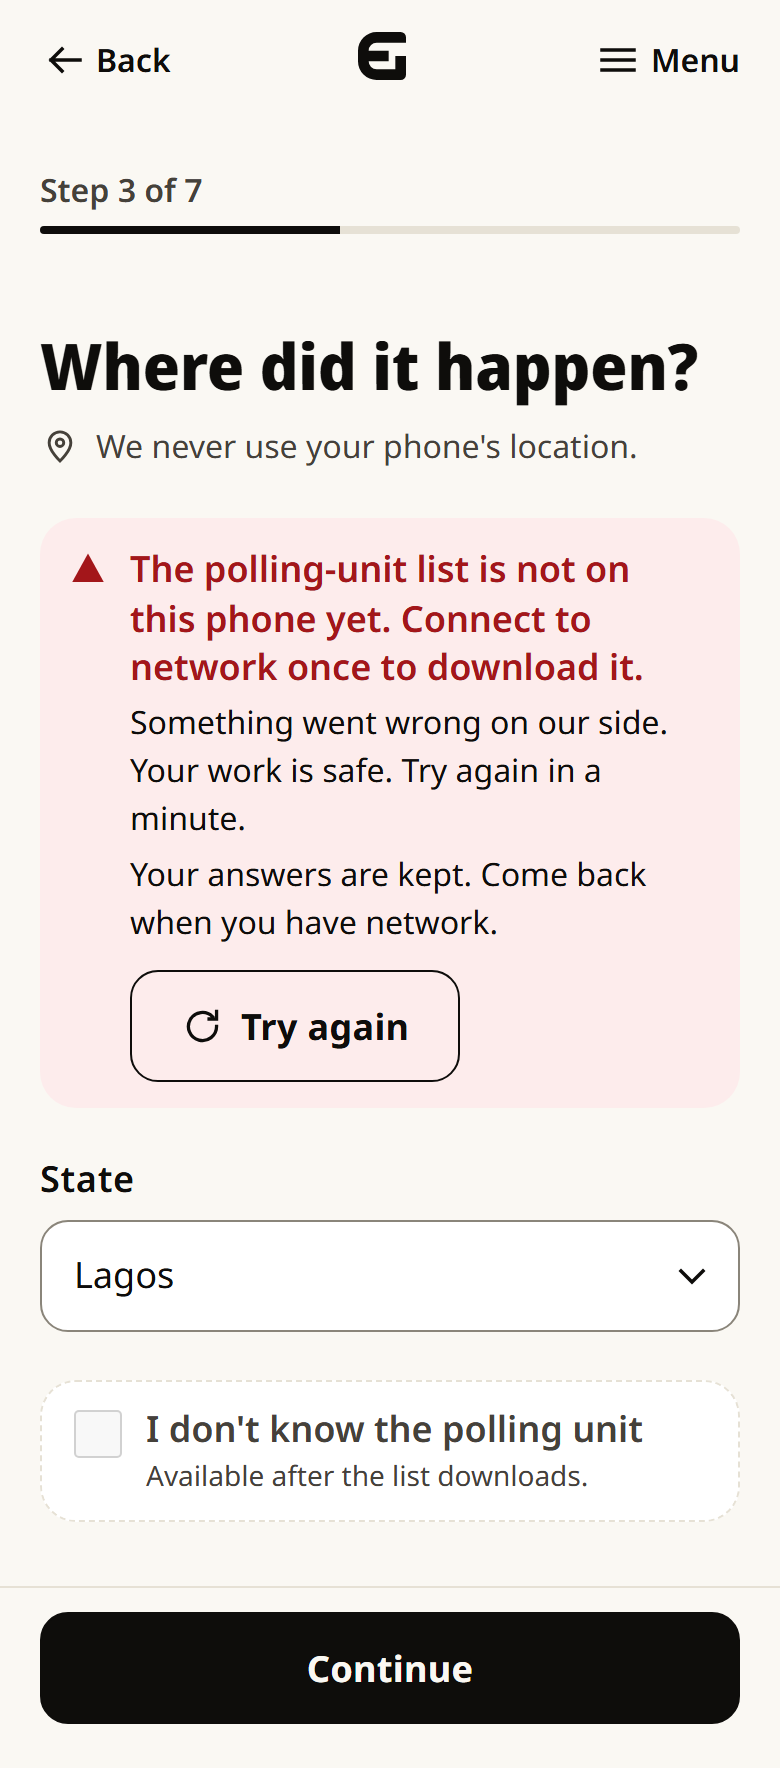 Back
Menu
Step 3 of 7
Where did it happen?
We never use your phone's location.
The polling-unit list is not on
this phone yet. Connect to
network once to download it.
Something went wrong on our side.
Your work is safe. Try again in a
minute.
Your answers are kept. Come back
when you have network.
Try again
State
Lagos
I don't know the polling unit
Available after the list downloads.
Continue